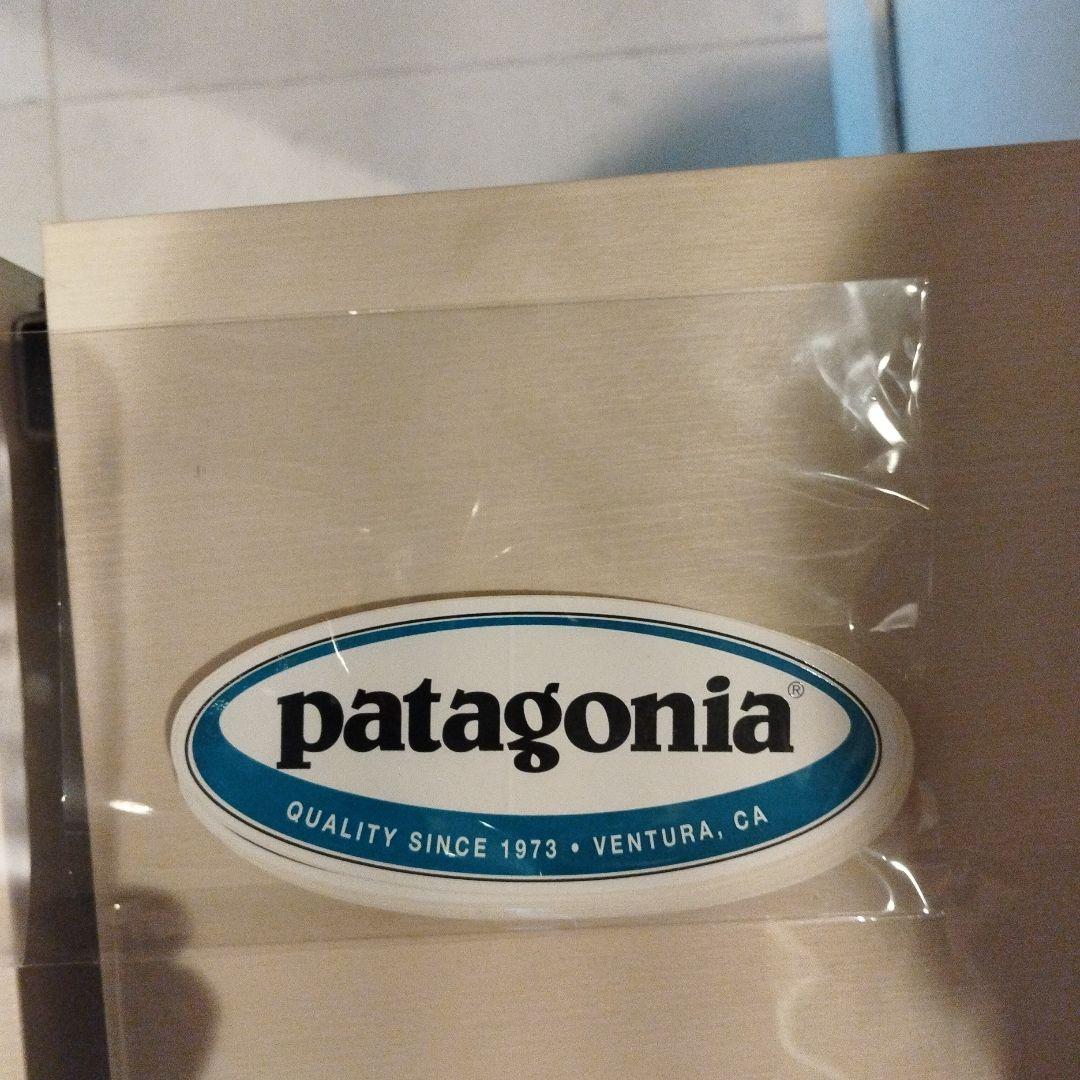 patagonia®
QUALITY SINCE 1973 • VENTURA, CA